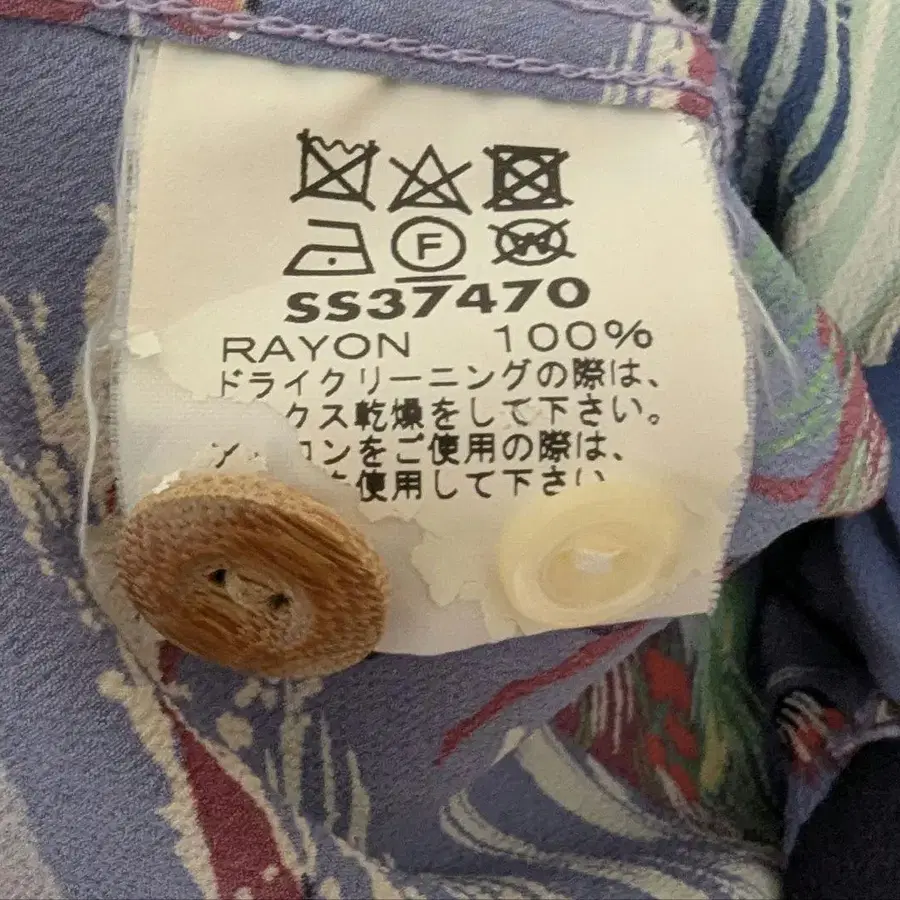 F
W
SS37470
RAYON 100%
ドライクリーニングの際は、
クス乾燥をして下さい。
ンをご使用の際は、
使用して下さい